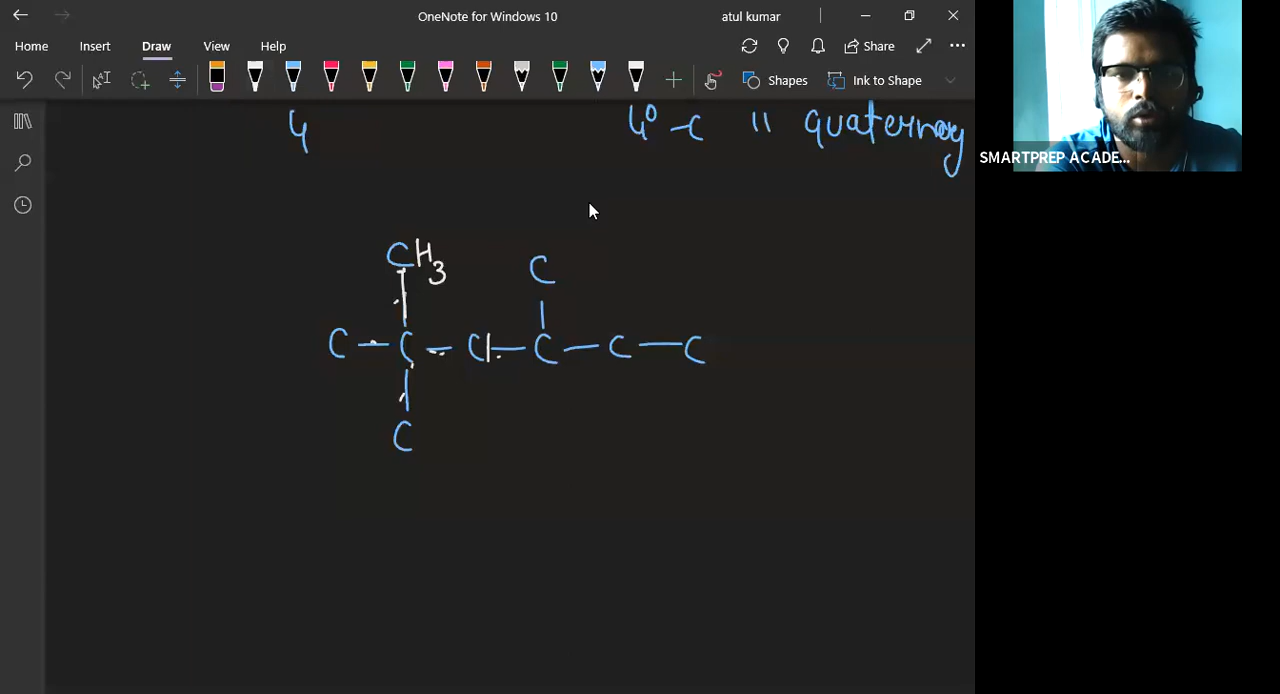 OneNote for Windows 10
atul kumar
Home Insert Draw View Help
Share
Shapes
Ink to Shape
SMARTPREP ACADE...
4 4° - C " quaternary
CH3 C
C - C - C - C - C - C
C